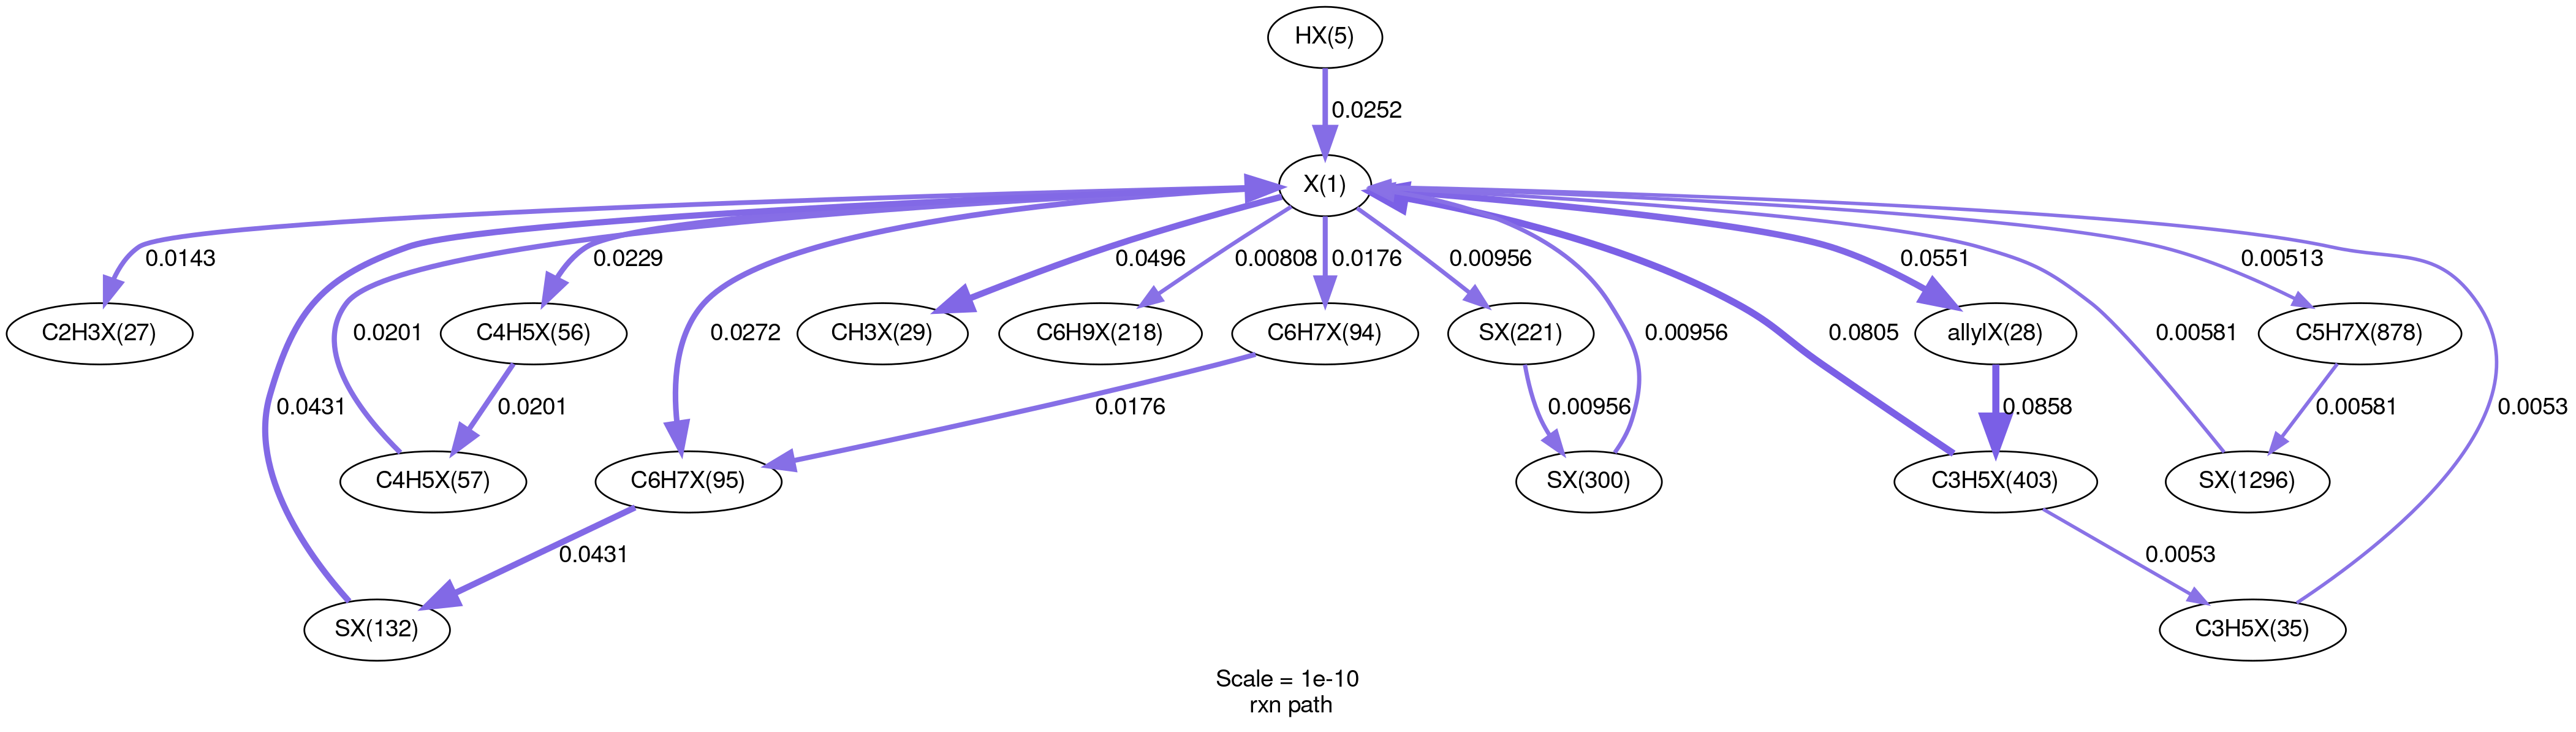 HX(5)
0.0252
X(1)
0.0143
0.0229
0.0496
0.00808
0.0176
0.00956
0.0551
0.00513
C2H3X(27)
0.0201
C4H5X(56)
0.0272
CH3X(29)
C6H9X(218)
C6H7X(94)
SX(221)
0.00956
0.0805
allylX(28)
0.00581
C5H7X(878)
0.0431
0.0201
0.0176
0.00956
0.0858
0.00581
0.0053
C4H5X(57)
C6H7X(95)
SX(300)
C3H5X(403)
SX(1296)
0.0431
0.0053
SX(132)
C3H5X(35)
Scale = 1e-10
rxn path